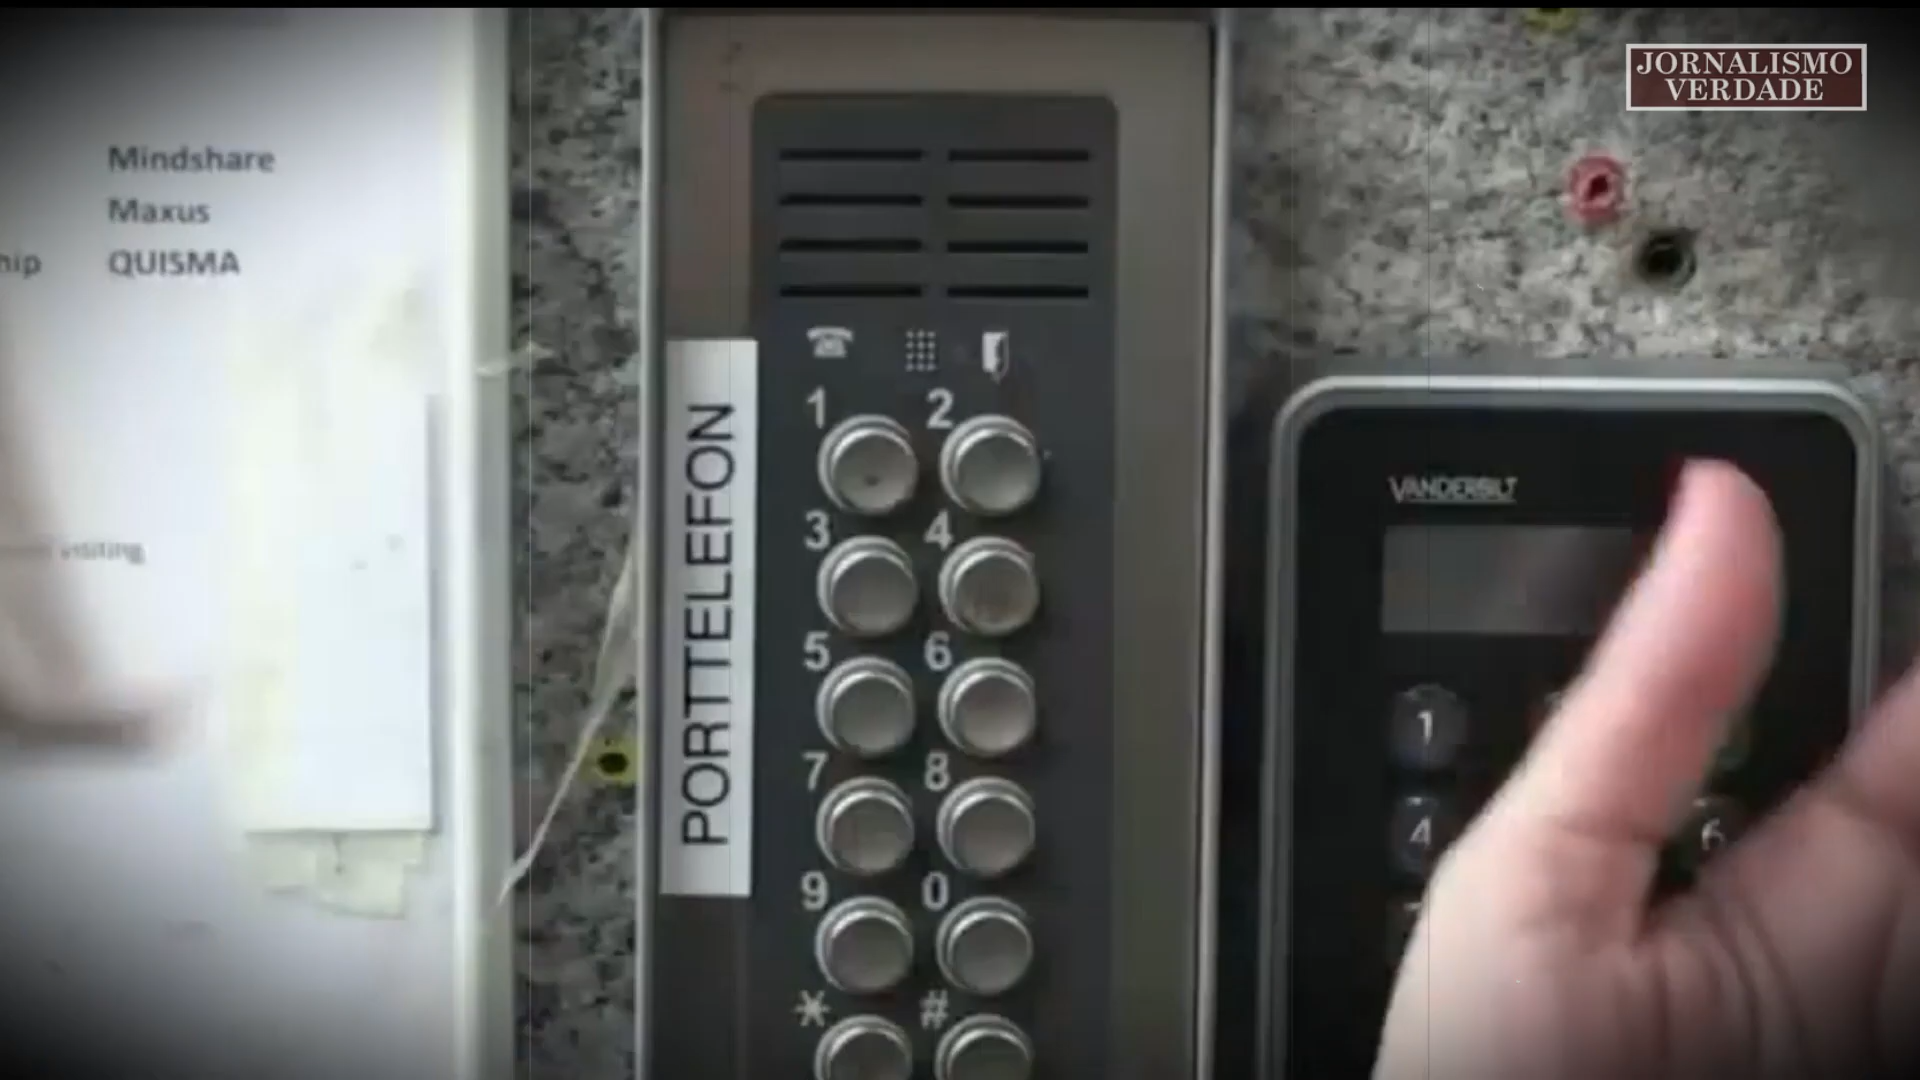 JORNALISMO
VERDADE
Mindshare
Maxus
QUISMA
visiting
PORTTELEFON
1 2
3 4
5 6
7 8
9 0
* #
VANDERBILT
1
4 6